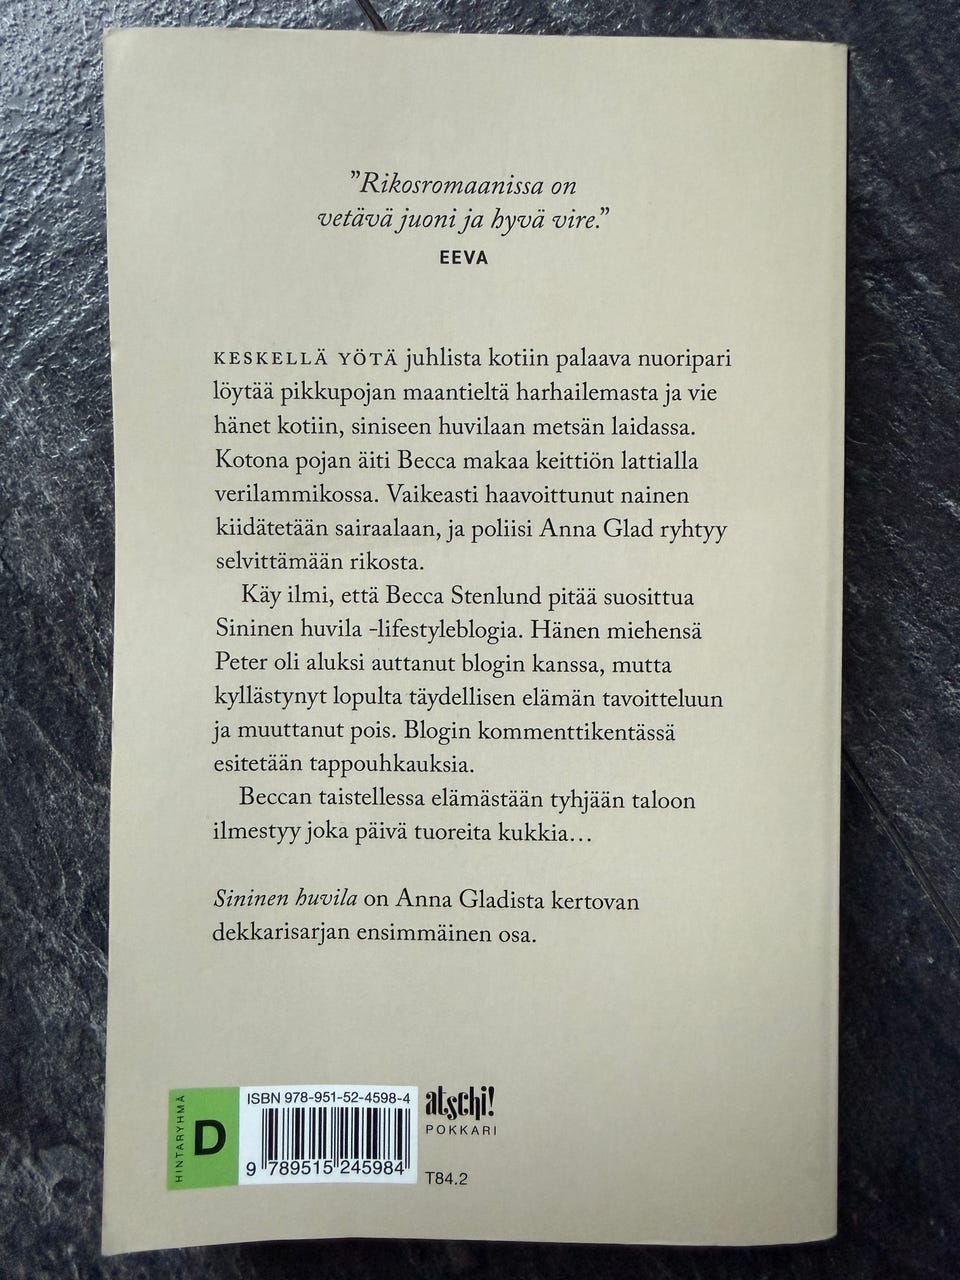 ”Rikosromaanissa on
vetävä juoni ja hyvä vire.”
EEVA
KESKELLÄ YÖTÄ juhlista kotiin palaava nuoripari
löytää pikkupojan maantieltä harhailemasta ja vie
hänet kotiin, siniseen huvilaan metsän laidassa.
Kotona pojan äiti Becca makaa keittiön lattialla
verilammikossa. Vaikeasti haavoittunut nainen
kiidätetään sairaalaan, ja poliisi Anna Glad ryhtyy
selvittämään rikosta.
Käy ilmi, että Becca Stenlund pitää suosittua
Sininen huvila -lifestyleblogia. Hänen miehensä
Peter oli aluksi auttanut blogin kanssa, mutta
kyllästynyt lopulta täydellisen elämän tavoitteluun
ja muuttanut pois. Blogin kommenttikentässä
esitetään tappouhkauksia.
Beccan taistellessa elämästään tyhjään taloon
ilmestyy joka päivä tuoreita kukkia…
Sininen huvila on Anna Gladista kertovan
dekkarisarjan ensimmäinen osa.
HINTARYHMÄ
D
ISBN 978-951-52-4598-4
9 789515 245984
atschi!
POKKARI
T84.2